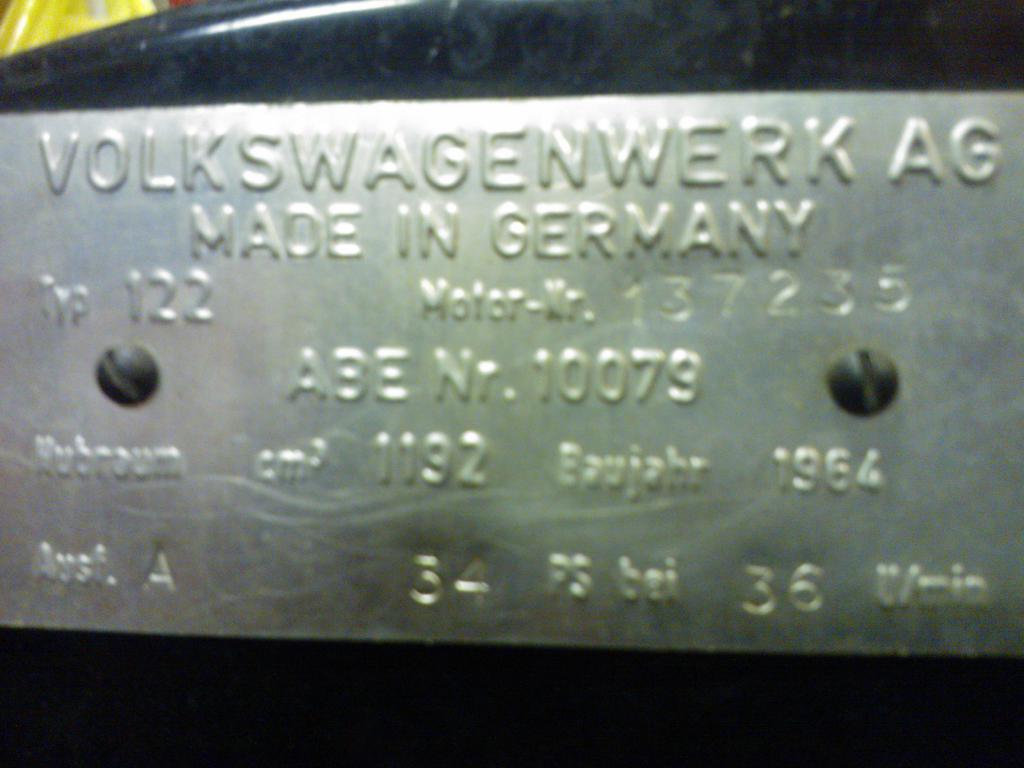 VOLKSWAGENWERK AG
MADE IN GERMANY
Typ 122 Motor-Nr. 137235
ABE Nr. 10079
Hubraum cm³ 1192 Baujahr 1964
Ausf. A 34 PS bei 36 U/min